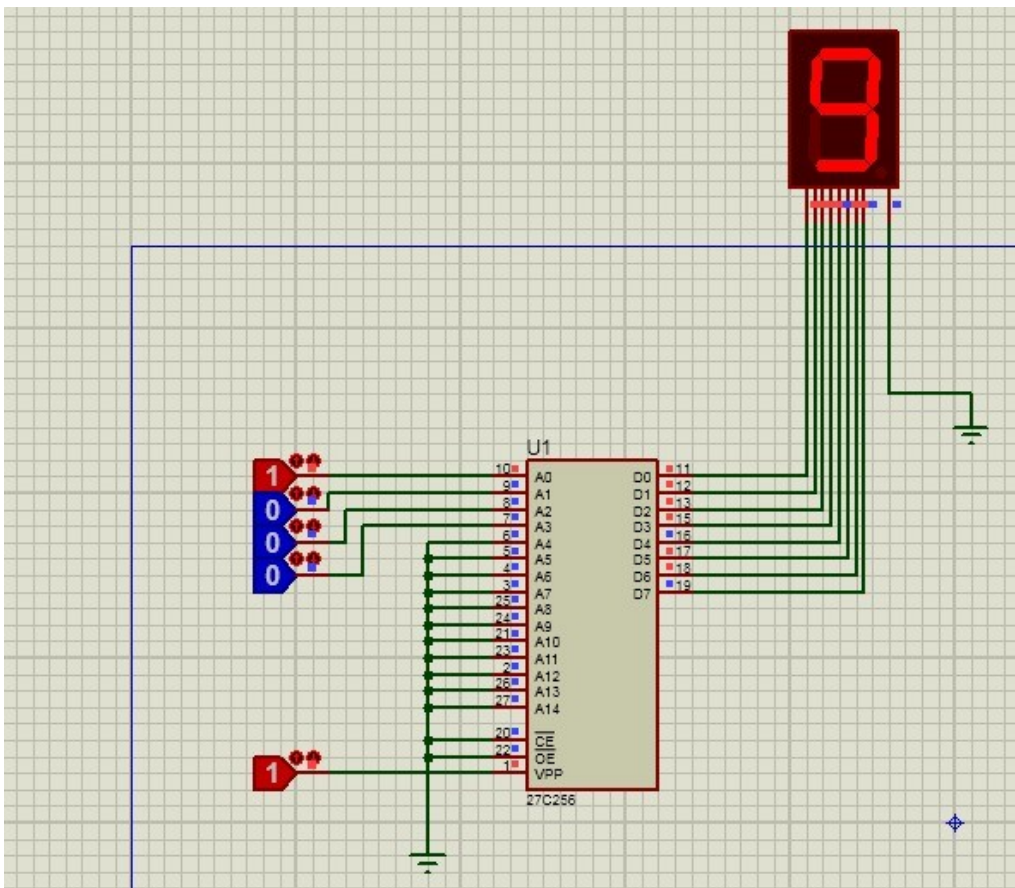 9
U1
1
0
0
0
10 A0 D0 11
9 A1 D1 12
8 A2 D2 13
7 A3 D3 15
6 A4 D4 16
5 A5 D5 17
4 A6 D6 18
3 A7 D7 19
25 A8
24 A9
21 A10
23 A11
2 A12
26 A13
27 A14
20 CE
22 OE
1 1 VPP
27C256